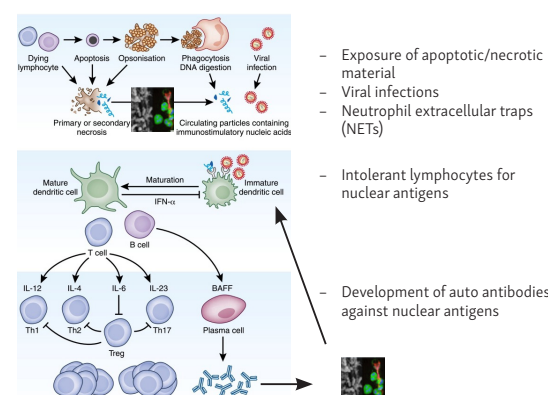 Dying
lymphocyte
Apoptosis
Opsonisation
Phagocytosis
DNA digestion
Viral
infection
Primary or secondary
necrosis
Circulating particles containing
immunostimulatory nucleic acids
– Exposure of apoptotic/necrotic
material
– Viral infections
– Neutrophil extracellular traps
(NETs)
Mature
dendritic cell
Maturation
IFN-α
Immature
dendritic cell
– Intolerant lymphocytes for
nuclear antigens
B cell
T cell
IL-12
IL-4
IL-6
IL-23
BAFF
Th1
Th2
Th17
Plasma cell
Treg
– Development of auto antibodies
against nuclear antigens